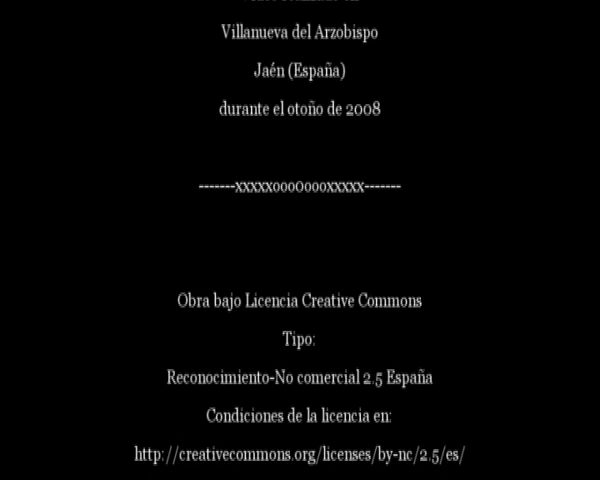 Villanueva del Arzobispo
Jaén (España)
durante el otoño de 2008
-------xxxxxoooOoooxxxxx-------
Obra bajo Licencia Creative Commons
Tipo:
Reconocimiento-No comercial 2.5 España
Condiciones de la licencia en:
http://creativecommons.org/licenses/by-nc/2.5/es/